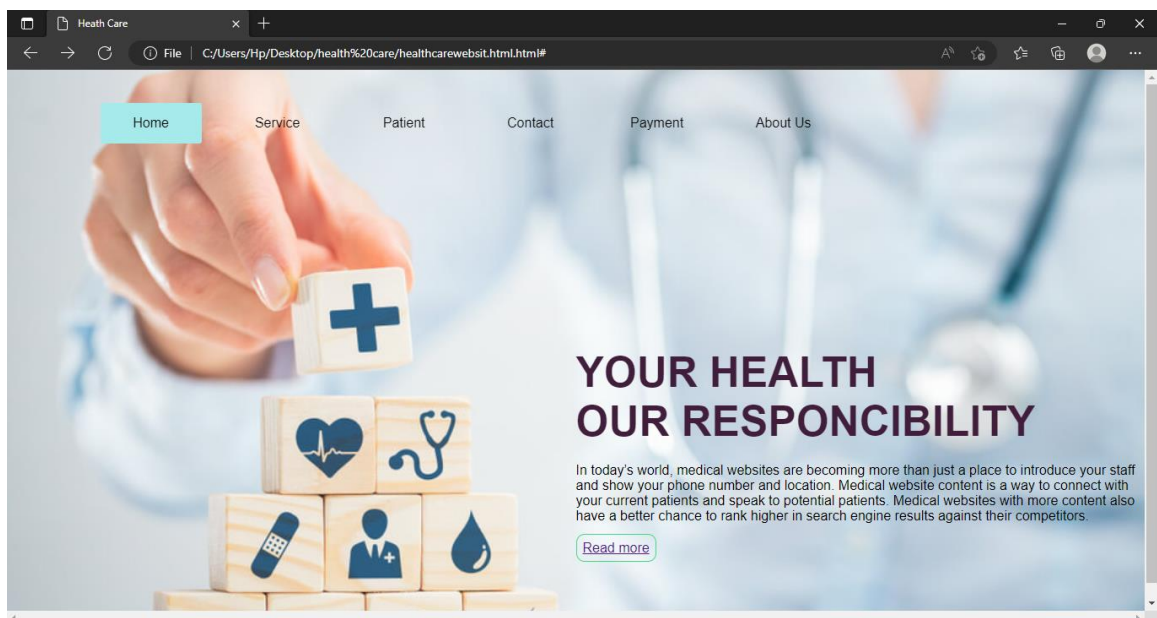 Heath Care
File C:/Users/Hp/Desktop/health%20care/healthcarewebsit.html.html#
Home Service Patient Contact Payment About Us
YOUR HEALTH
OUR RESPONCIBILITY
In today's world, medical websites are becoming more than just a place to introduce your staff
and show your phone number and location. Medical website content is a way to connect with
your current patients and speak to potential patients. Medical websites with more content also
have a better chance to rank higher in search engine results against their competitors.
Read more